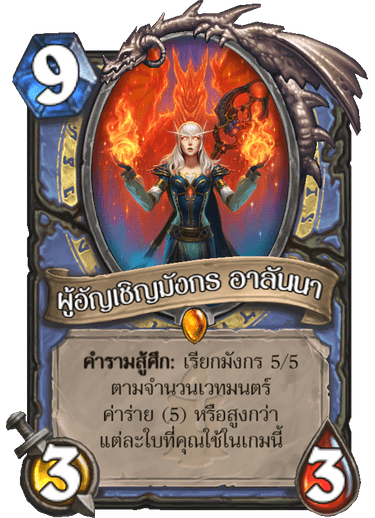 9
ผู้อัญเชิญมังกร อาลันนา
คำรามสู้ศึก: เรียกมังกร 5/5
ตามจำนวนเวทมนตร์
ค่าร่าย (5) หรือสูงกว่า
แต่ละใบที่คุณใช้ในเกมนี้
3
3